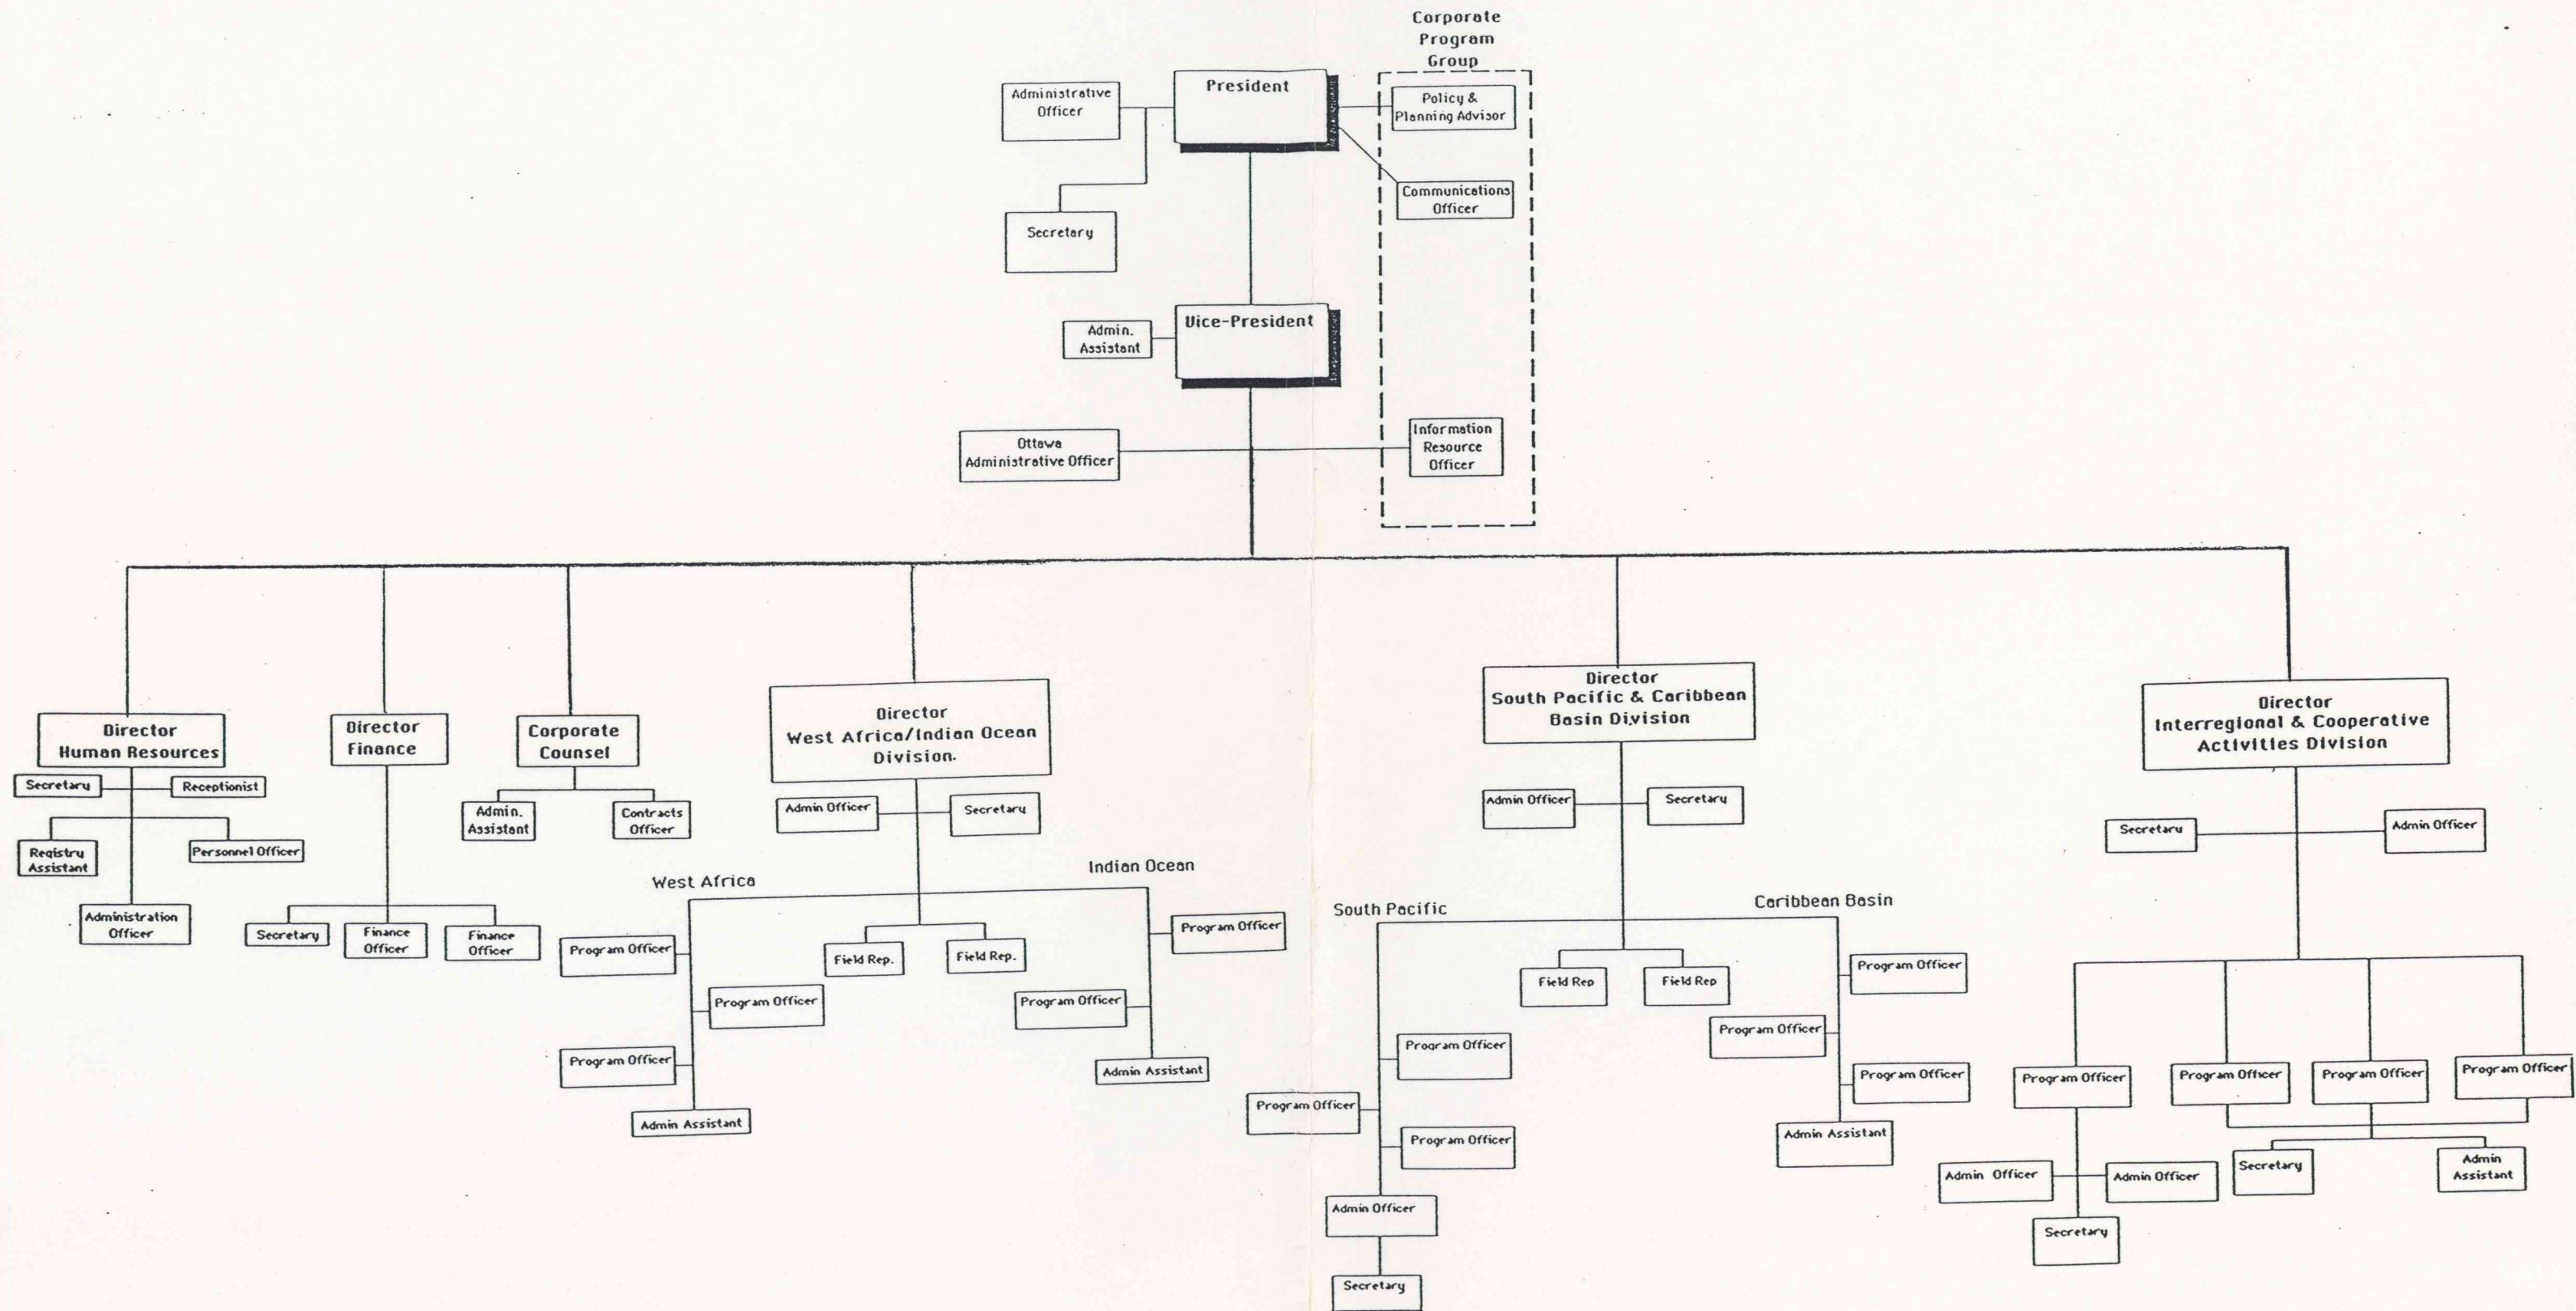 Corporate
Program
Group
President
Administrative
Officer
Policy &
Planning Advisor
Communications
Officer
Secretary
Vice-President
Admin.
Assistant
Ottawa
Administrative Officer
Information
Resource
Officer
Director
Human Resources
Secretary
Receptionist
Registry
Assistant
Personnel Officer
Administration
Officer
Director
Finance
Secretary
Finance
Officer
Finance
Officer
Corporate
Counsel
Admin.
Assistant
Contracts
Officer
Director
West Africa/Indian Ocean
Division.
Admin Officer
Secretary
West Africa
Indian Ocean
Program Officer
Program Officer
Program Officer
Admin Assistant
Field Rep.
Field Rep.
Program Officer
Program Officer
Admin Assistant
Director
South Pacific & Caribbean
Basin Division
Admin Officer
Secretary
South Pacific
Caribbean Basin
Program Officer
Program Officer
Program Officer
Admin Officer
Secretary
Field Rep
Field Rep
Program Officer
Program Officer
Program Officer
Admin Assistant
Director
Interregional & Cooperative
Activities Division
Secretary
Admin Officer
Program Officer
Program Officer
Program Officer
Program Officer
Admin Officer
Admin Officer
Secretary
Secretary
Admin
Assistant